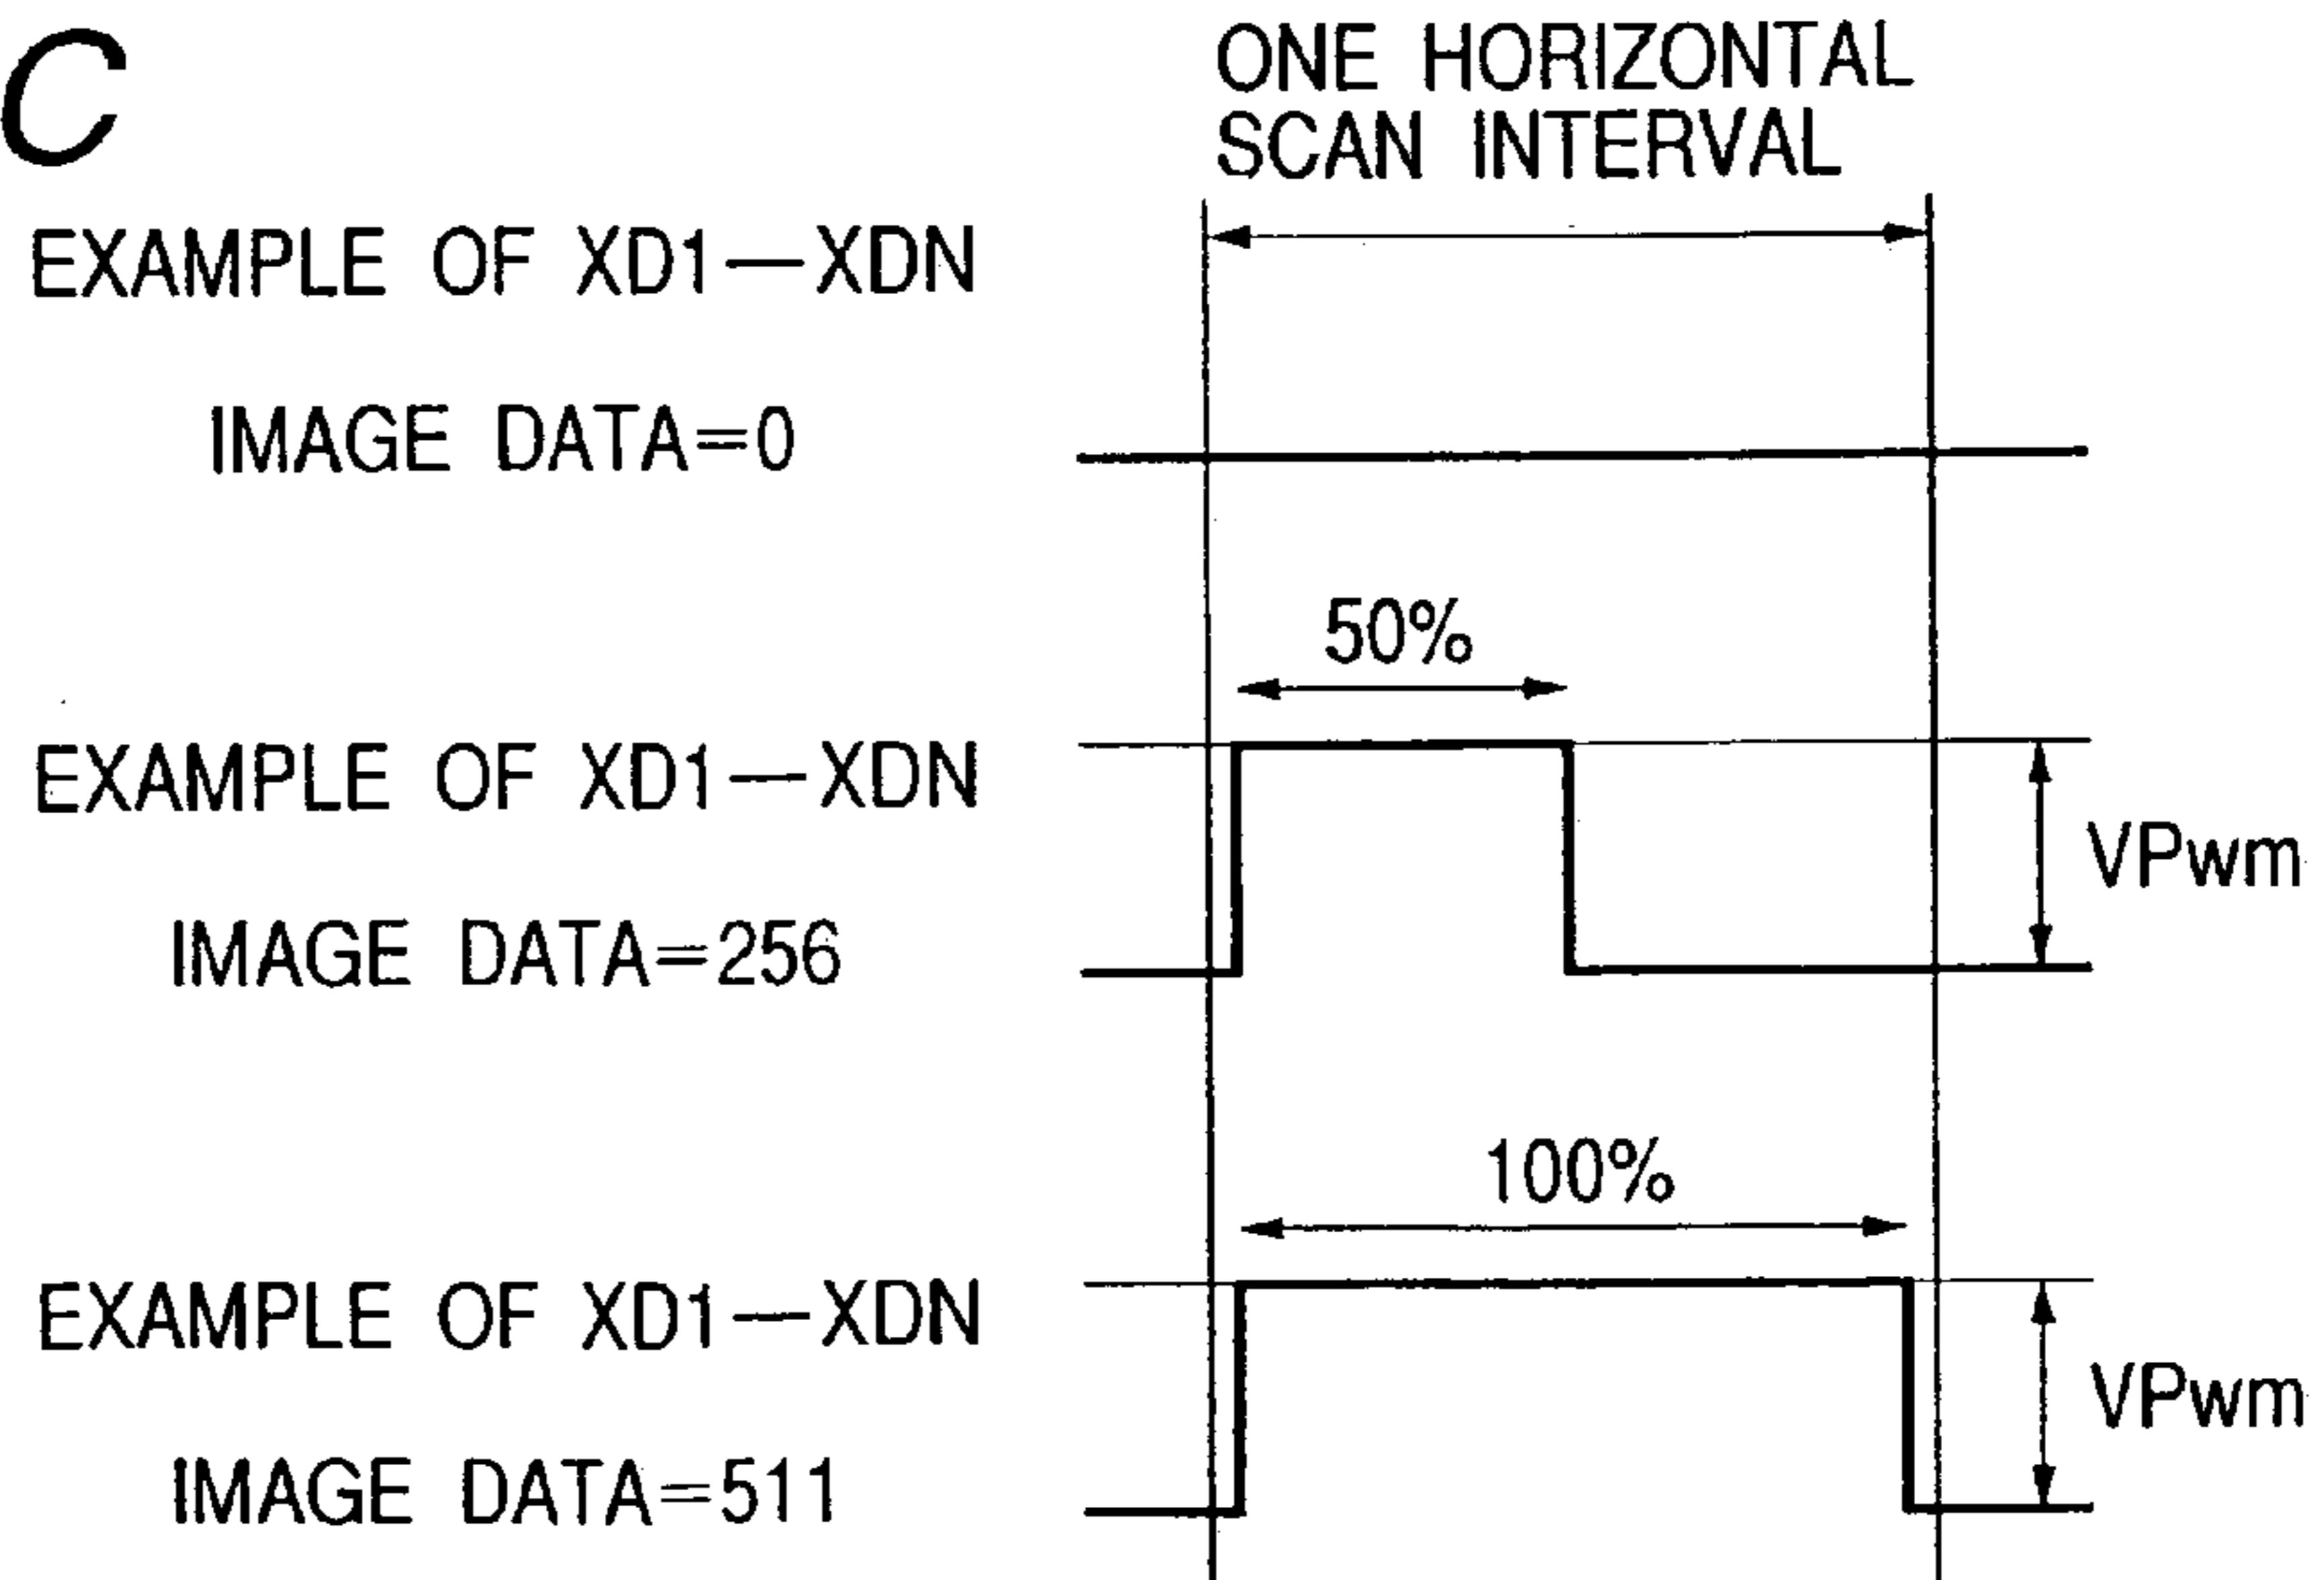 C
ONE HORIZONTAL
SCAN INTERVAL
EXAMPLE OF XD1—XDN
IMAGE DATA=0
50%
EXAMPLE OF XD1—XDN
VPwm
IMAGE DATA=256
100%
EXAMPLE OF XD1—XDN
VPwm
IMAGE DATA=511